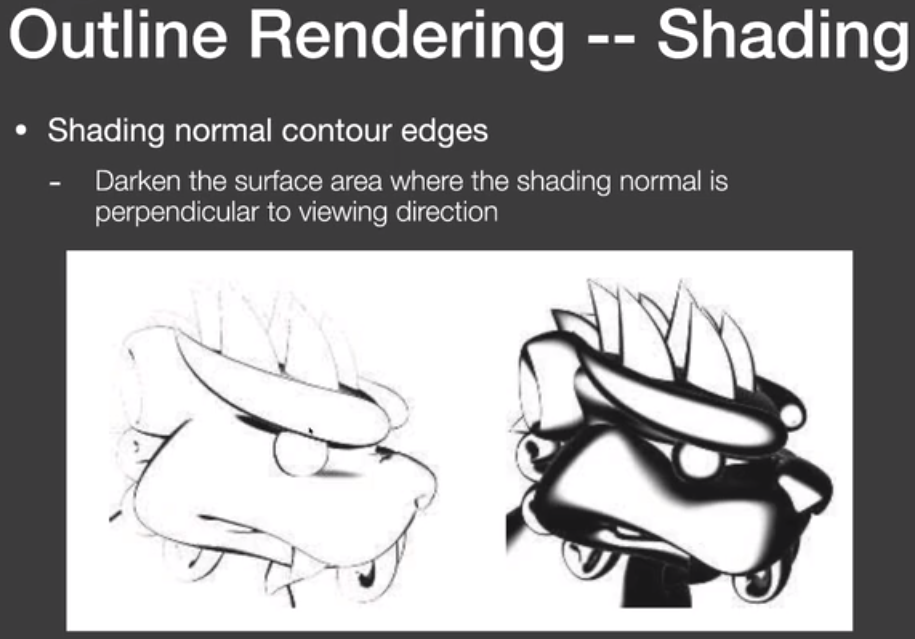 Outline Rendering -- Shading
• Shading normal contour edges
- Darken the surface area where the shading normal is
perpendicular to viewing direction